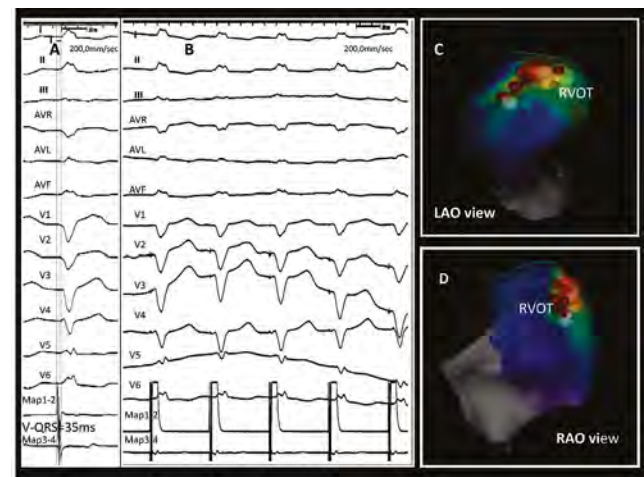 A
200,0mm/sec
I
II
III
AVR
AVL
AVF
V1
V2
V3
V4
V5
V6
Map1-2
V-QRS=35ms
Map3-4
B
200,0mm/sec
I
II
III
AVR
AVL
AVF
V1
V2
V3
V4
V5
V6
Map1-2
Map3-4
C
RVOT
LAO view
D
RVOT
RAO view